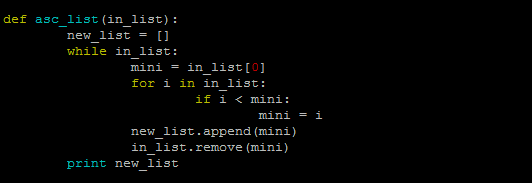 def asc_list(in_list):
        new_list = []
        while in_list:
                mini = in_list[0]
                for i in in_list:
                        if i < mini:
                                mini = i
                new_list.append(mini)
                in_list.remove(mini)
        print new_list